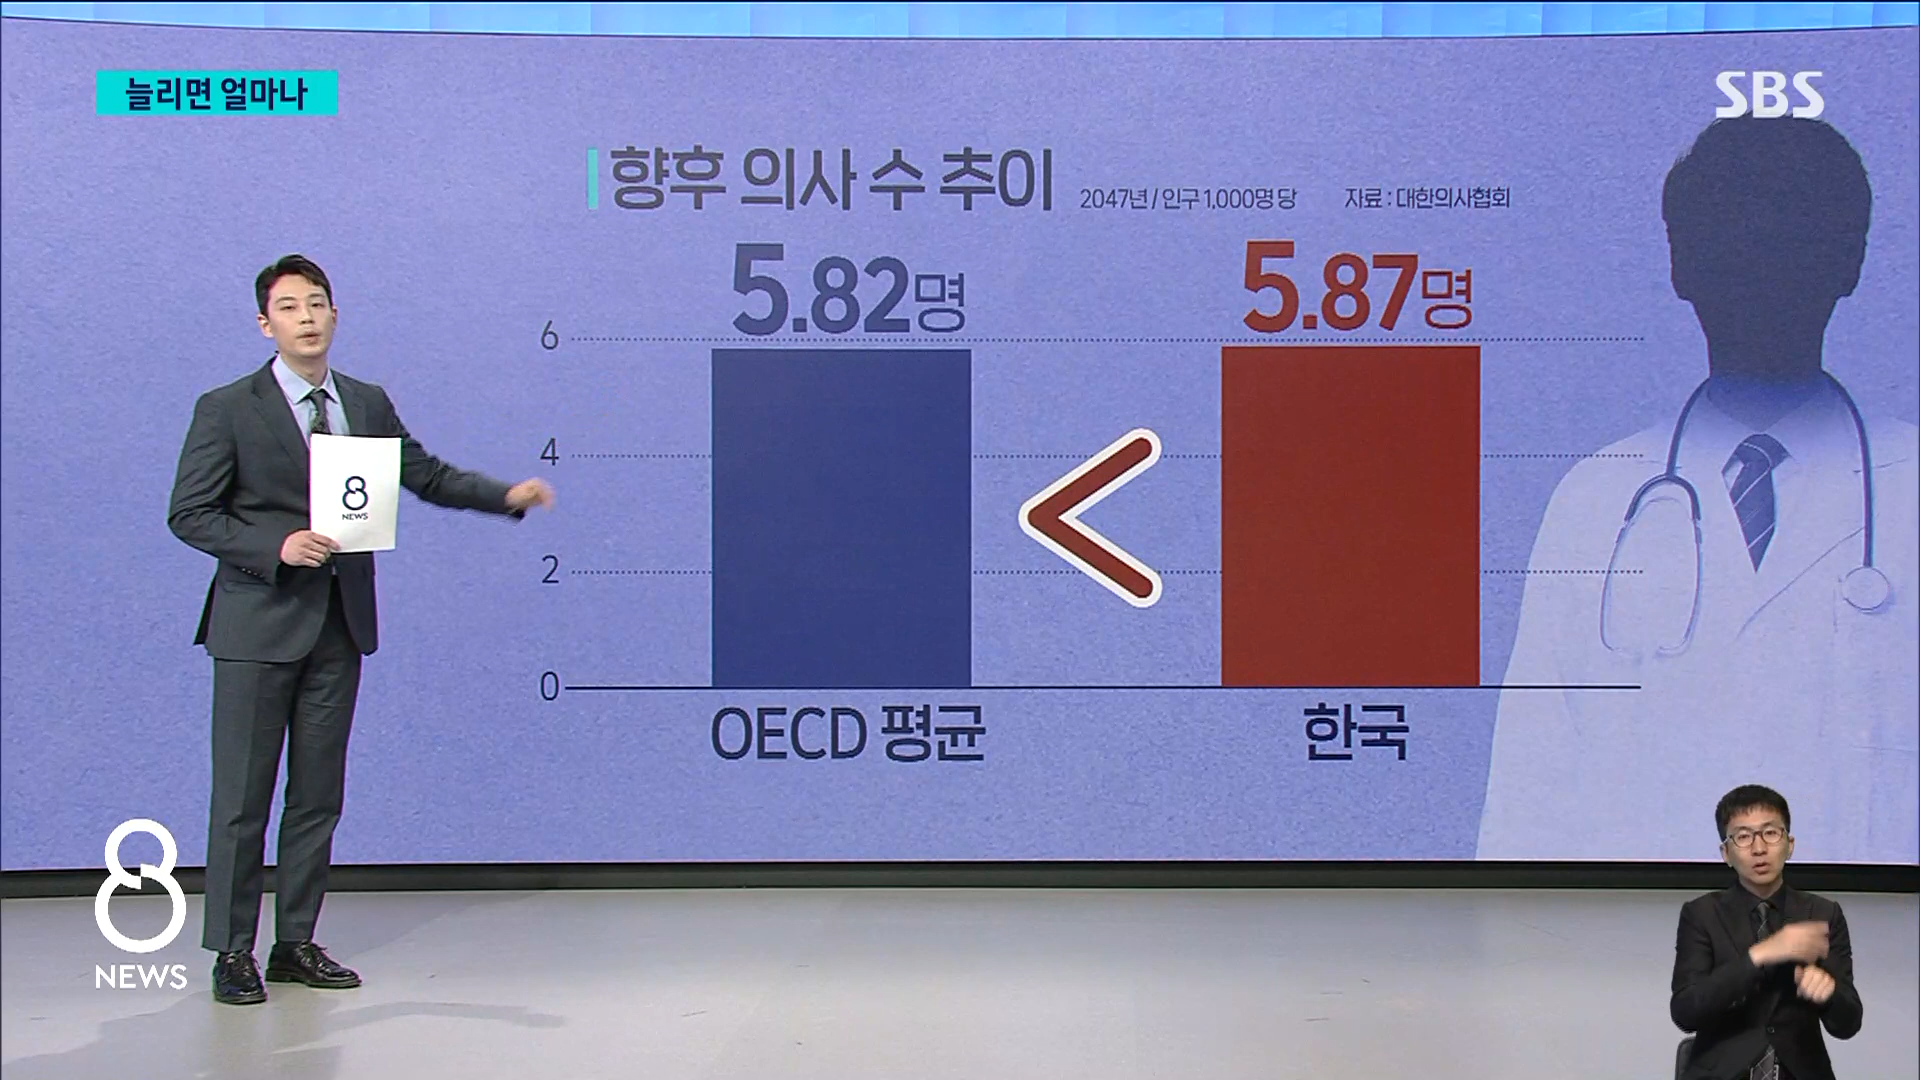 늘리면 얼마나
SBS
향후 의사 수 추이 2047년 / 인구 1,000명 당 자료 : 대한의사협회
5.82명 5.87명
6
4
2
0
OECD 평균 한국
8
NEWS
8
NEWS